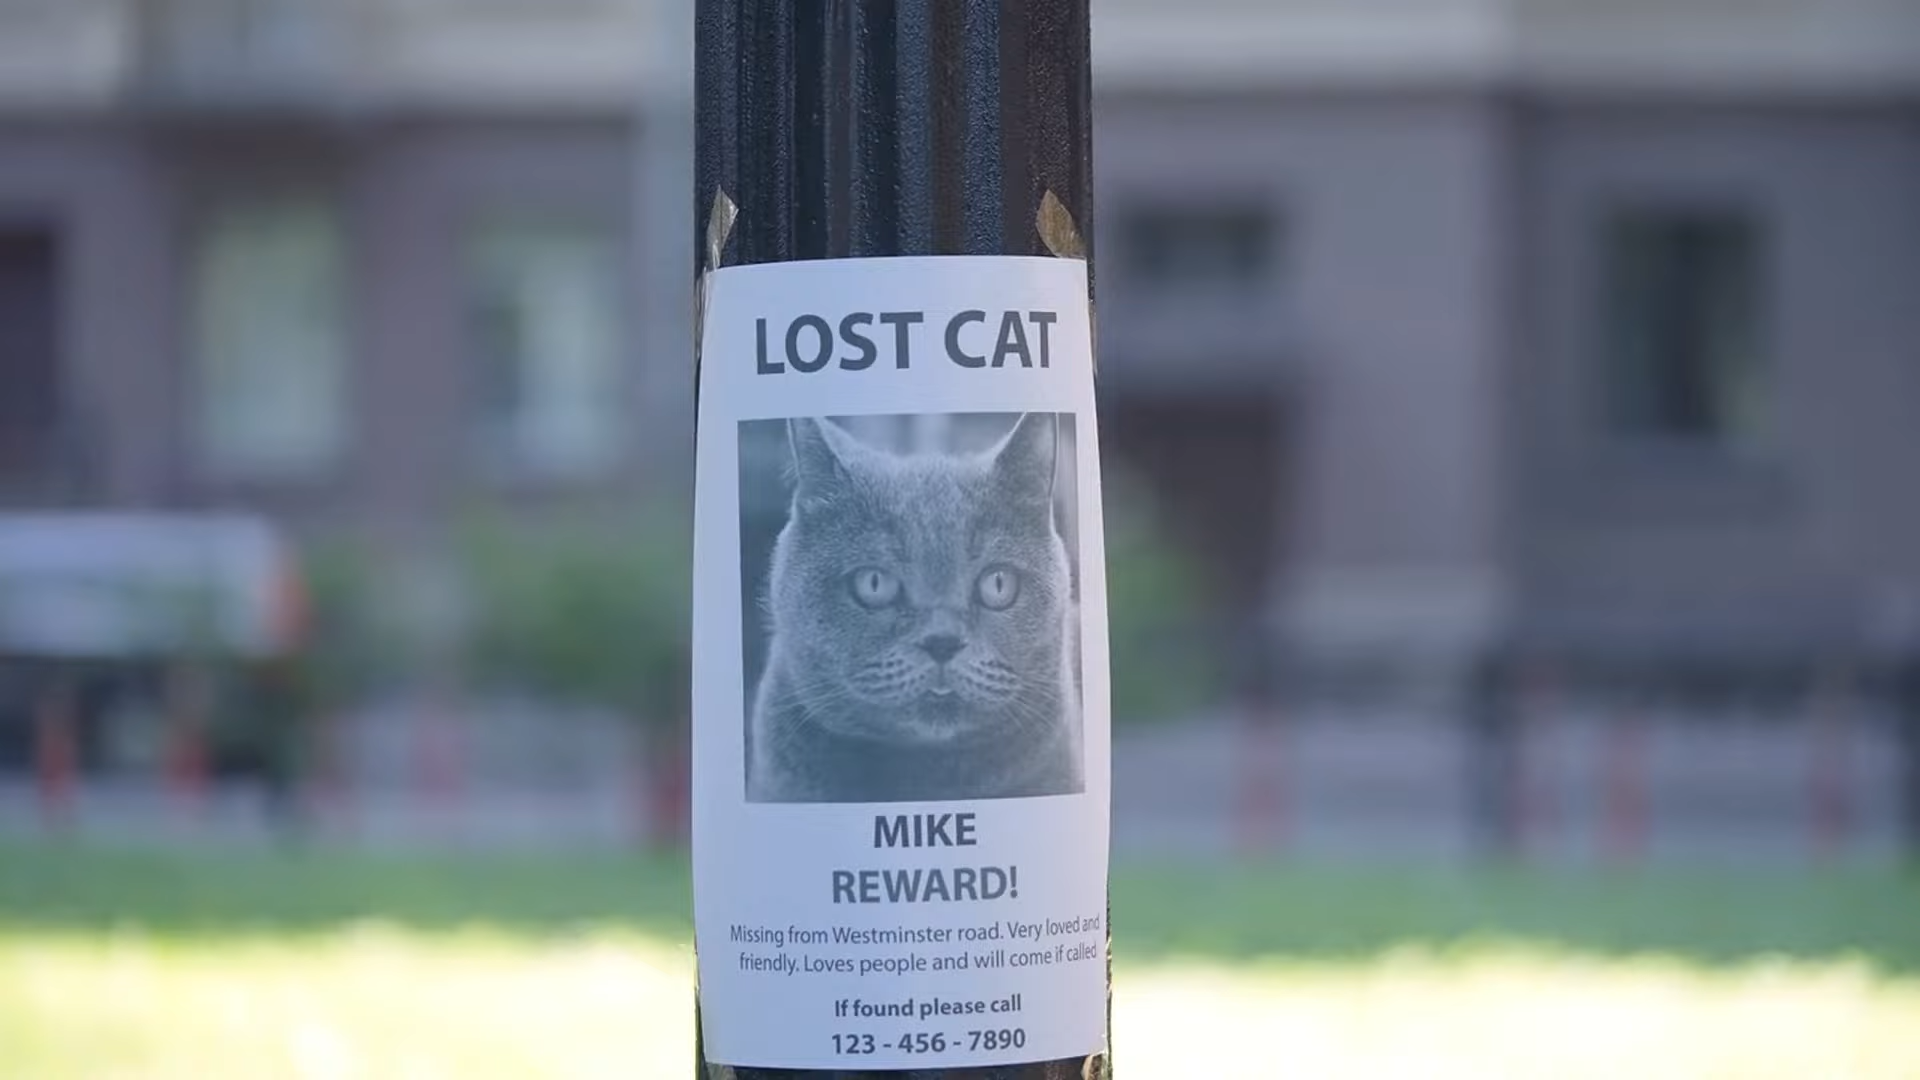 LOST CAT
MIKE
REWARD!
Missing from Westminster road. Very loved and
friendly. Loves people and will come if called
If found please call
123 - 456 - 7890